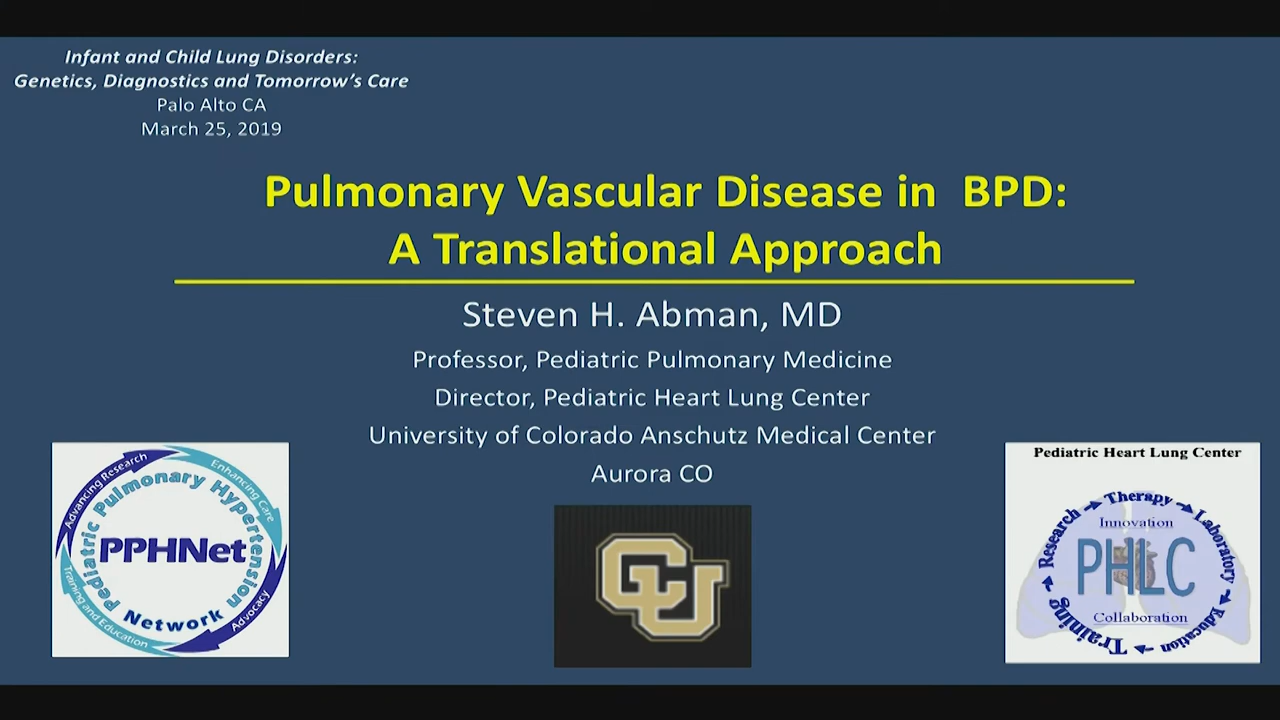 Infant and Child Lung Disorders:
Genetics, Diagnostics and Tomorrow's Care
Palo Alto CA
March 25, 2019
Pulmonary Vascular Disease in BPD:
A Translational Approach
Steven H. Abman, MD
Professor, Pediatric Pulmonary Medicine
Director, Pediatric Heart Lung Center
University of Colorado Anschutz Medical Center
Aurora CO
Advancing Research
Enhancing Care
Pediatric Pulmonary Hypertension
PPHNet
Network
Training and Education
Advocacy
CU
Pediatric Heart Lung Center
Research
Therapy
Laboratory
Innovation
PHLC
Collaboration
Training
Education